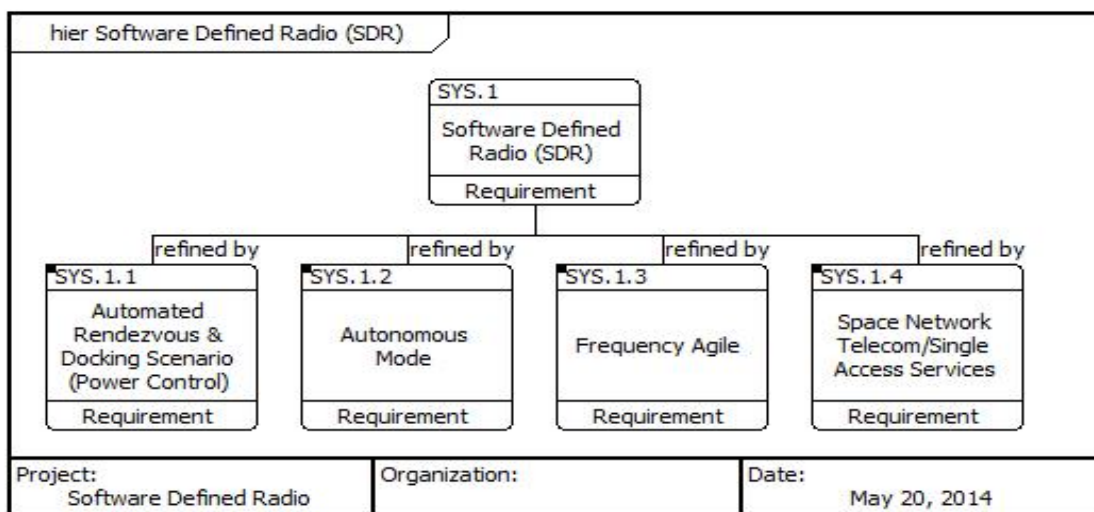 hier Software Defined Radio (SDR)
SYS.1
Software Defined
Radio (SDR)
Requirement
refined by
refined by
refined by
refined by
SYS.1.1
Automated
Rendezvous &
Docking Scenario
(Power Control)
Requirement
SYS.1.2
Autonomous
Mode
Requirement
SYS.1.3
Frequency Agile
Requirement
SYS.1.4
Space Network
Telecom/Single
Access Services
Requirement
Project:
Software Defined Radio
Organization:
Date:
May 20, 2014